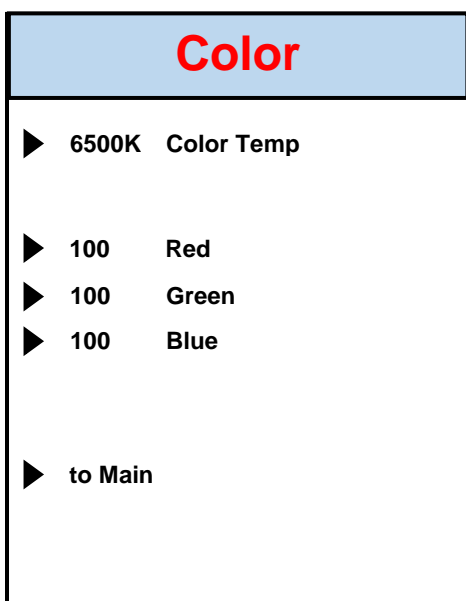 Color
6500K Color Temp
100 Red
100 Green
100 Blue
to Main